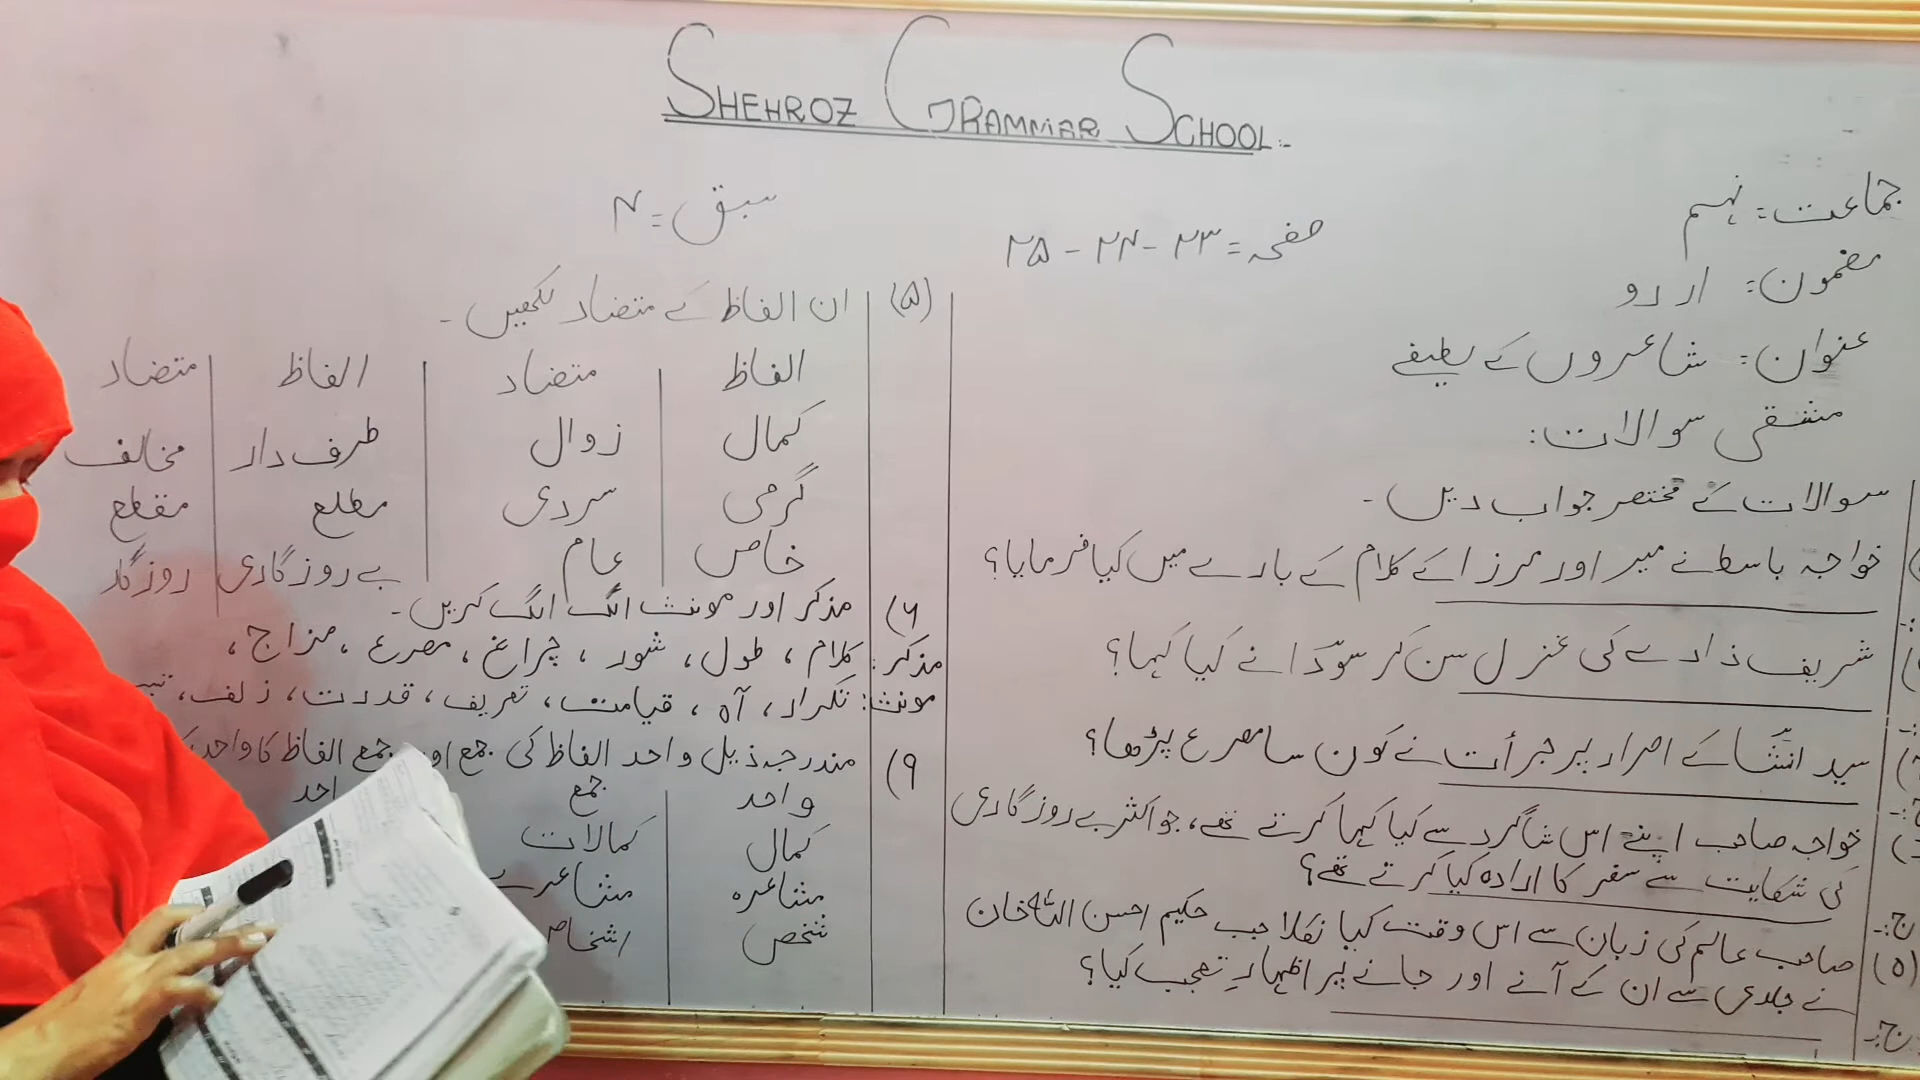 SHEHROZ GRAMMAR SCHOOL:-
جماعت:= نہم
سبق:= ۴
صفحہ:= ۲۳ - ۲۴ - ۲۵
مضمون:= اردو
عنوان:= شاعروں کے لطیفے
مشقی سوالات:
سوالات کے مختصر جواب دیں۔
خواجہ باسط نے میر اور مرزا کے کلام کے بارے میں کیا فرمایا؟
شریف زادے کی غزل سن کر سوداؔ نے کیا کہا؟
سید انشاؔ کے اصرار پر جرأت نے کون سا مصرع پڑھا؟
خواجہ صاحب اپنے اس شاگرد سے کیا کہا کرتے تھے، جو اکثر بے روزگاری
کی شکایت سے سفر کا ارادہ کیا کرتے تھے؟
ج:-
(۵) صاحب عالم کی زبان سے اس وقت کیا نکلا جب حکیم احسن اللہ خان
نے جلدی سے ان کے آنے اور جانے پر اظہارِ تعجب کیا؟
ج:-
(۵) ان الفاظ کے متضاد لکھیں۔
الفاظ متضاد الفاظ متضاد
کمال زوال طرف دار مخالف
گرمی سردی مطلع مقطع
خاص عام بے روزگاری روزگار
۶) مذکر اور مونث الگ الگ کریں۔
مذکر: کلام، طول، شور، چراغ، مصرع، مزاج،
مونث: تکرار، آہ، قیامت، تعریف، قدرت، زلف،
۹) مندرجہ ذیل واحد الفاظ کی جمع اور جمع الفاظ کا واحد
واحد جمع
کمال کمالات
مشاعرہ مشاعرے
شخص